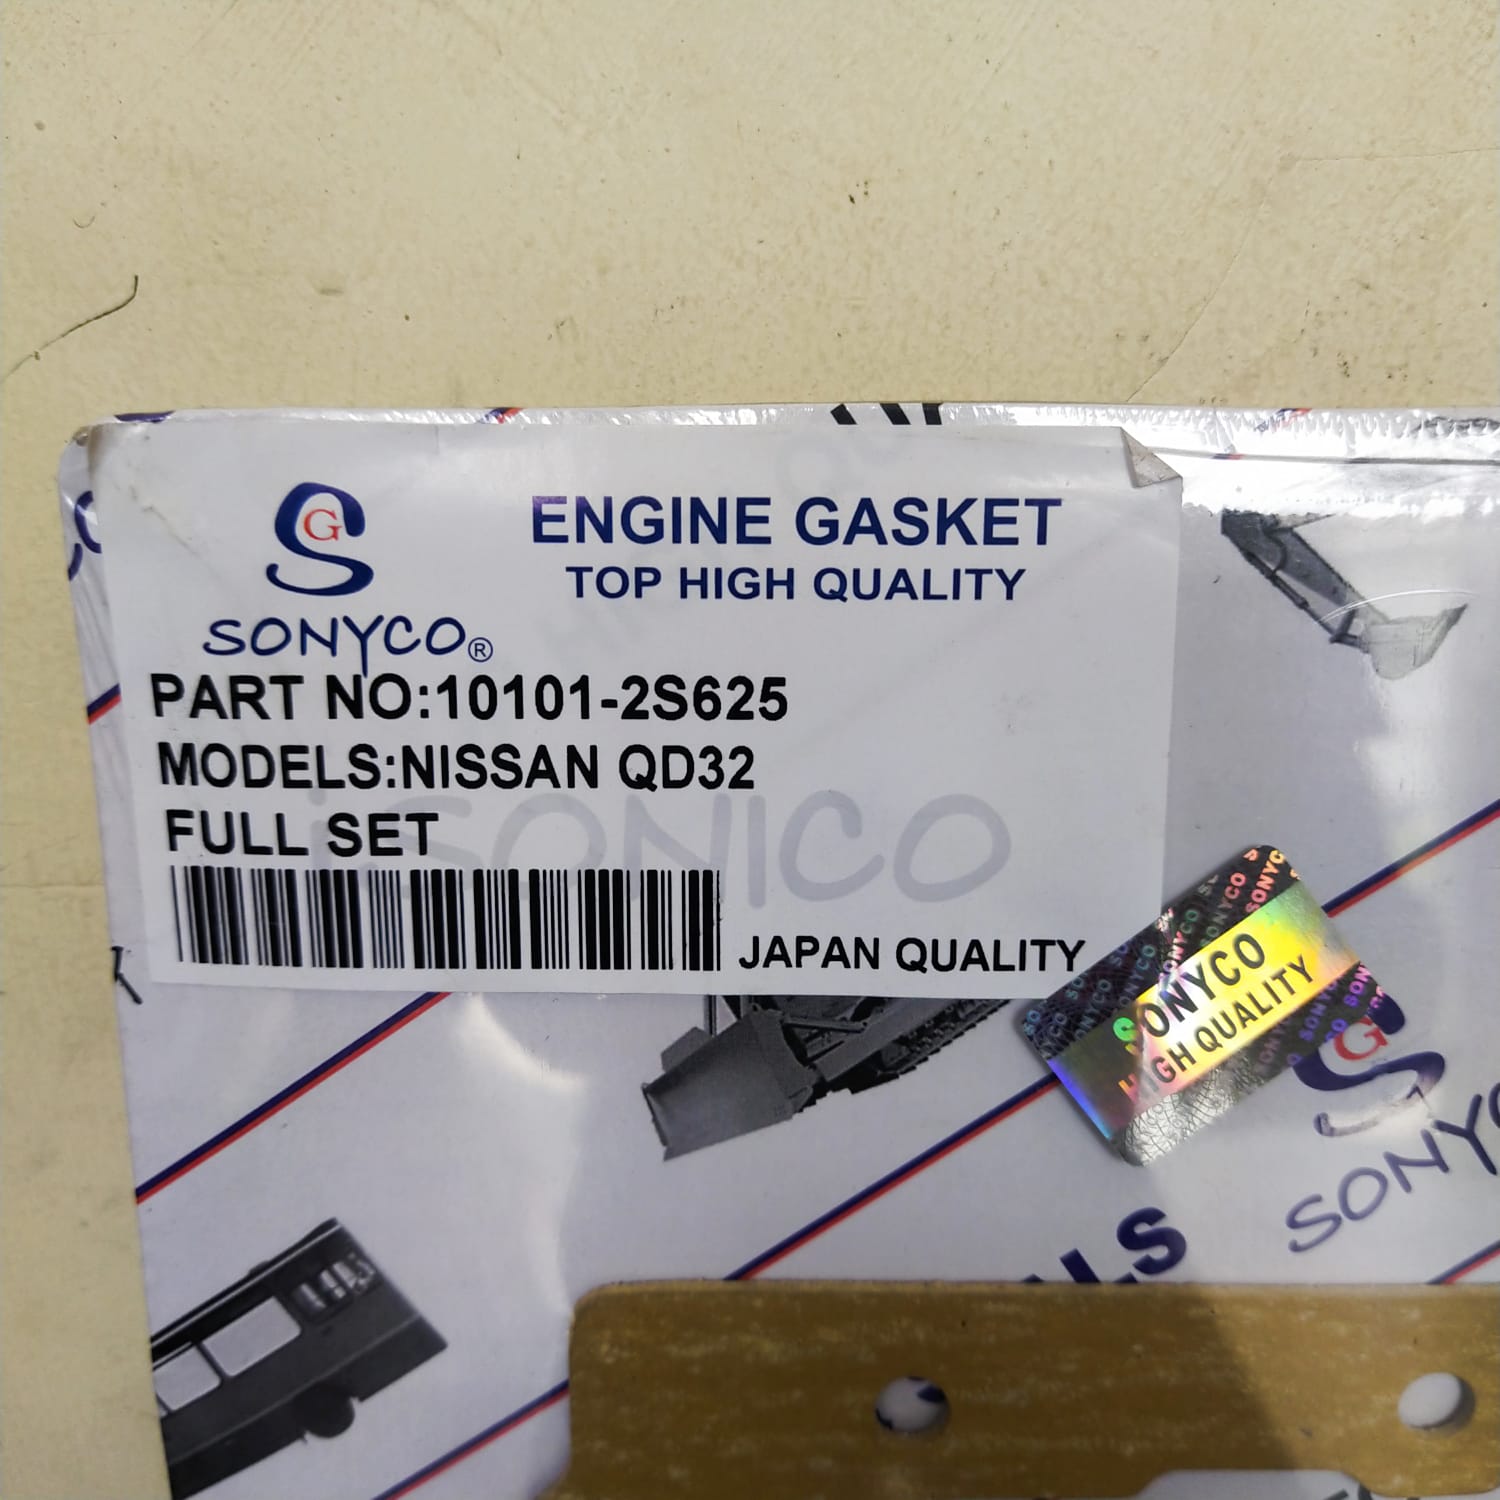 G
SONYCO®
ENGINE GASKET
TOP HIGH QUALITY
PART NO:10101-2S625
MODELS:NISSAN QD32
FULL SET
SONICO
JAPAN QUALITY
SONYCO
HIGH QUALITY
G
SONYC
LS